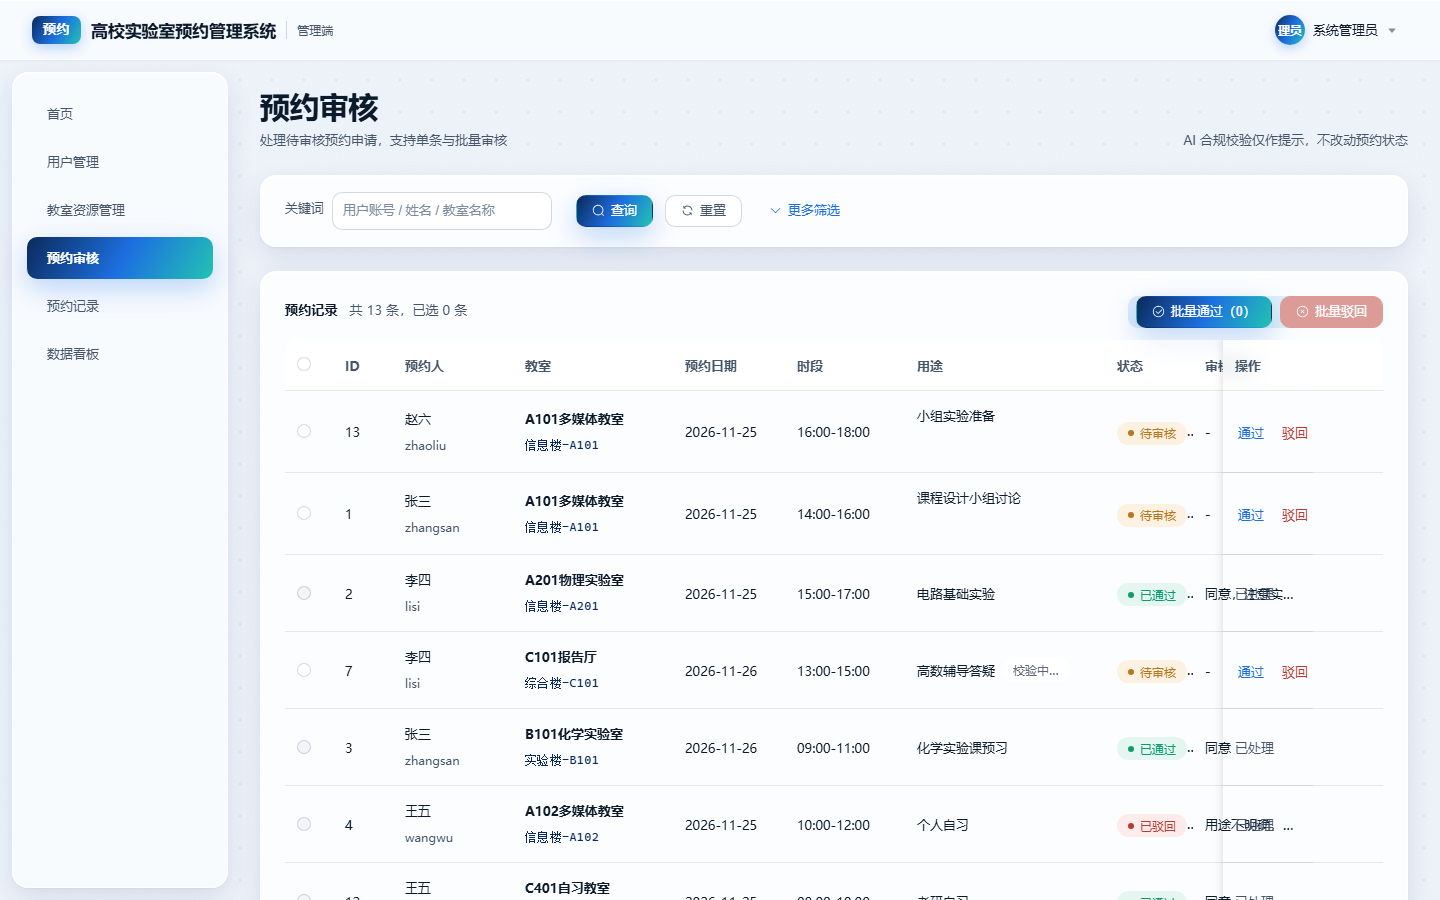 预约 高校实验室预约管理系统 管理端
理员 系统管理员
首页
用户管理
教室资源管理
预约审核
预约记录
数据看板
预约审核
处理待审核预约申请，支持单条与批量审核
AI 合规校验仅作提示，不改动预约状态
关键词 用户账号 / 姓名 / 教室名称 查询 重置 更多筛选
预约记录 共 13 条，已选 0 条 批量通过（0） 批量驳回
ID 预约人 教室 预约日期 时段 用途 状态 审 操作
13 赵六 zhaoliu A101多媒体教室 信息楼-A101 2026-11-25 16:00-18:00 小组实验准备 待审核 .. - 通过 驳回
1 张三 zhangsan A101多媒体教室 信息楼-A101 2026-11-25 14:00-16:00 课程设计小组讨论 待审核 .. - 通过 驳回
2 李四 lisi A201物理实验室 信息楼-A201 2026-11-25 15:00-17:00 电路基础实验 已通过 .. 同意，
7 李四 lisi C101报告厅 综合楼-C101 2026-11-26 13:00-15:00 高数辅导答疑 校验中... 待审核 .. - 通过 驳回
3 张三 zhangsan B101化学实验室 实验楼-B101 2026-11-26 09:00-11:00 化学实验课预习 已通过 .. 同意 已处理
4 王五 wangwu A102多媒体教室 信息楼-A102 2026-11-25 10:00-12:00 个人自习 已驳回 .. 用途不明确 ...
王五 C401自习教室